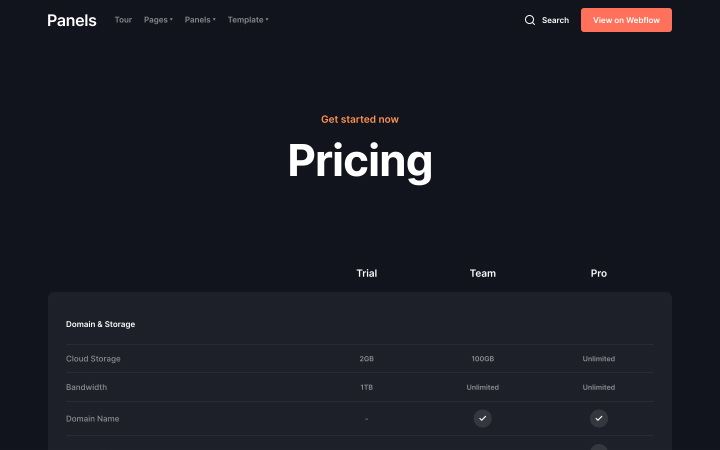 Panels Tour Pages Panels Template Search View on Webflow
Get started now
Pricing
Trial Team Pro
Domain & Storage
Cloud Storage 2GB 100GB Unlimited
Bandwidth 1TB Unlimited Unlimited
Domain Name -